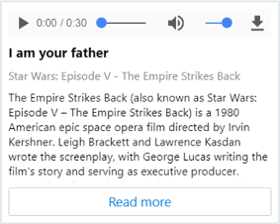 0:00 / 0:30
I am your father
Star Wars: Episode V - The Empire Strikes Back
The Empire Strikes Back (also known as Star Wars:
Episode V – The Empire Strikes Back) is a 1980
American epic space opera film directed by Irvin
Kershner. Leigh Brackett and Lawrence Kasdan
wrote the screenplay, with George Lucas writing the
film's story and serving as executive producer.
Read more